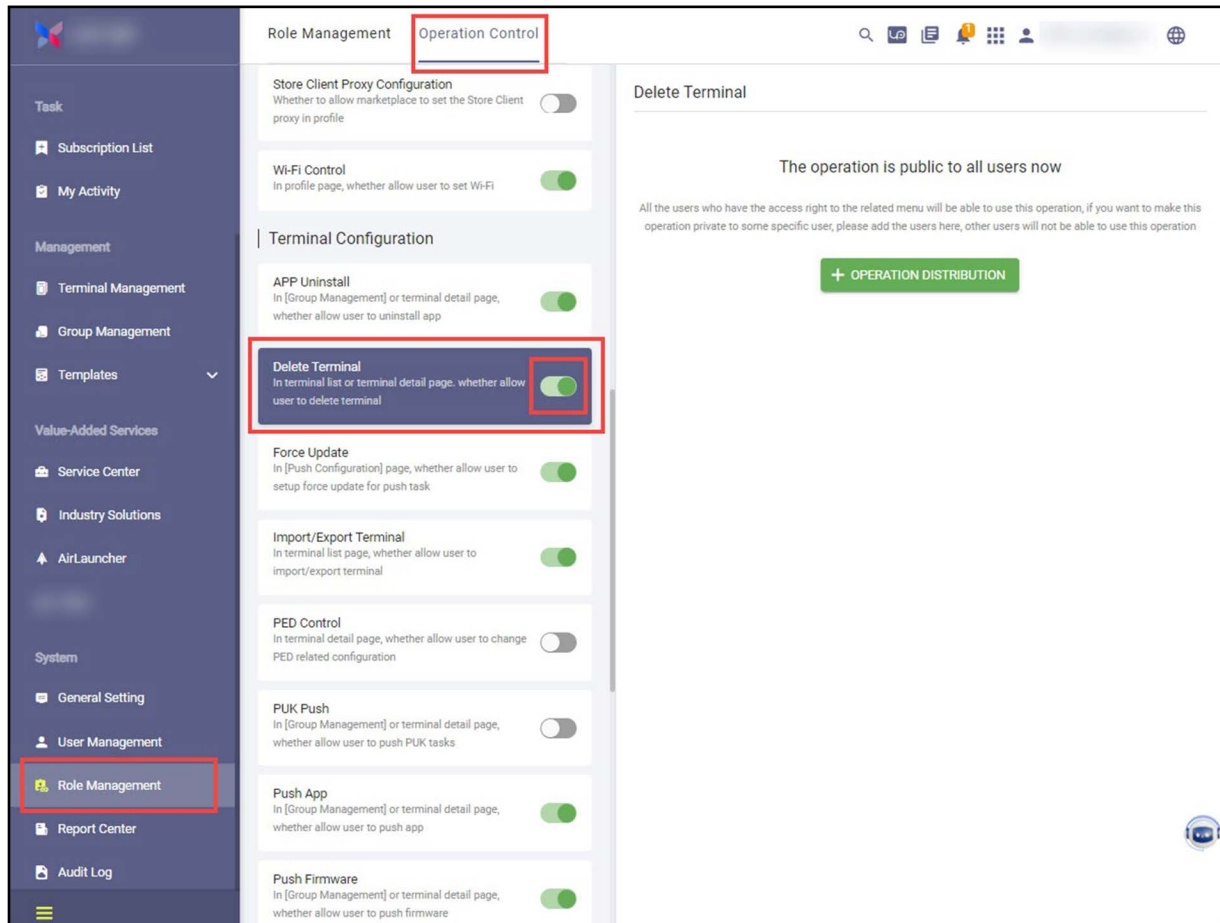 Role Management
Operation Control
1
Task
Subscription List
My Activity
Management
Terminal Management
Group Management
Templates
Value-Added Services
Service Center
Industry Solutions
AirLauncher
System
General Setting
User Management
Role Management
Report Center
Audit Log
Store Client Proxy Configuration
Whether to allow marketplace to set the Store Client
proxy in profile
Wi-Fi Control
In profile page, whether allow user to set Wi-Fi
Terminal Configuration
APP Uninstall
In [Group Management] or terminal detail page,
whether allow user to uninstall app
Delete Terminal
In terminal list or terminal detail page. whether allow
user to delete terminal
Force Update
In [Push Configuration] page, whether allow user to
setup force update for push task
Import/Export Terminal
In terminal list page, whether allow user to
import/export terminal
PED Control
In terminal detail page, whether allow user to change
PED related configuration
PUK Push
In [Group Management] or terminal detail page,
whether allow user to push PUK tasks
Push App
In [Group Management] or terminal detail page,
whether allow user to push app
Push Firmware
In [Group Management] or terminal detail page,
whether allow user to push firmware
Delete Terminal
The operation is public to all users now
All the users who have the access right to the related menu will be able to use this operation, if you want to make this
operation private to some specific user, please add the users here, other users will not be able to use this operation
+ OPERATION DISTRIBUTION